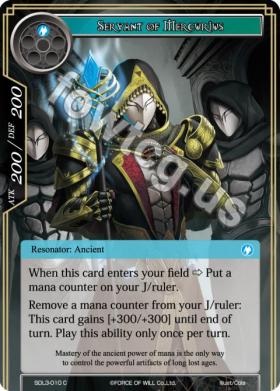 Servant of Mercurius
ATK 200 / DEF 200
fowtcg.us
Resonator: Ancient
When this card enters your field ⇨ Put a
mana counter on your J/ruler.
Remove a mana counter from your J/ruler:
This card gains [+300/+300] until end of
turn. Play this ability only once per turn.
Mastery of the ancient power of mana is the only way
to control the powerful artifacts of long lost ages.
SDL3-010 C
©FORCE OF WILL Co.,Ltd.